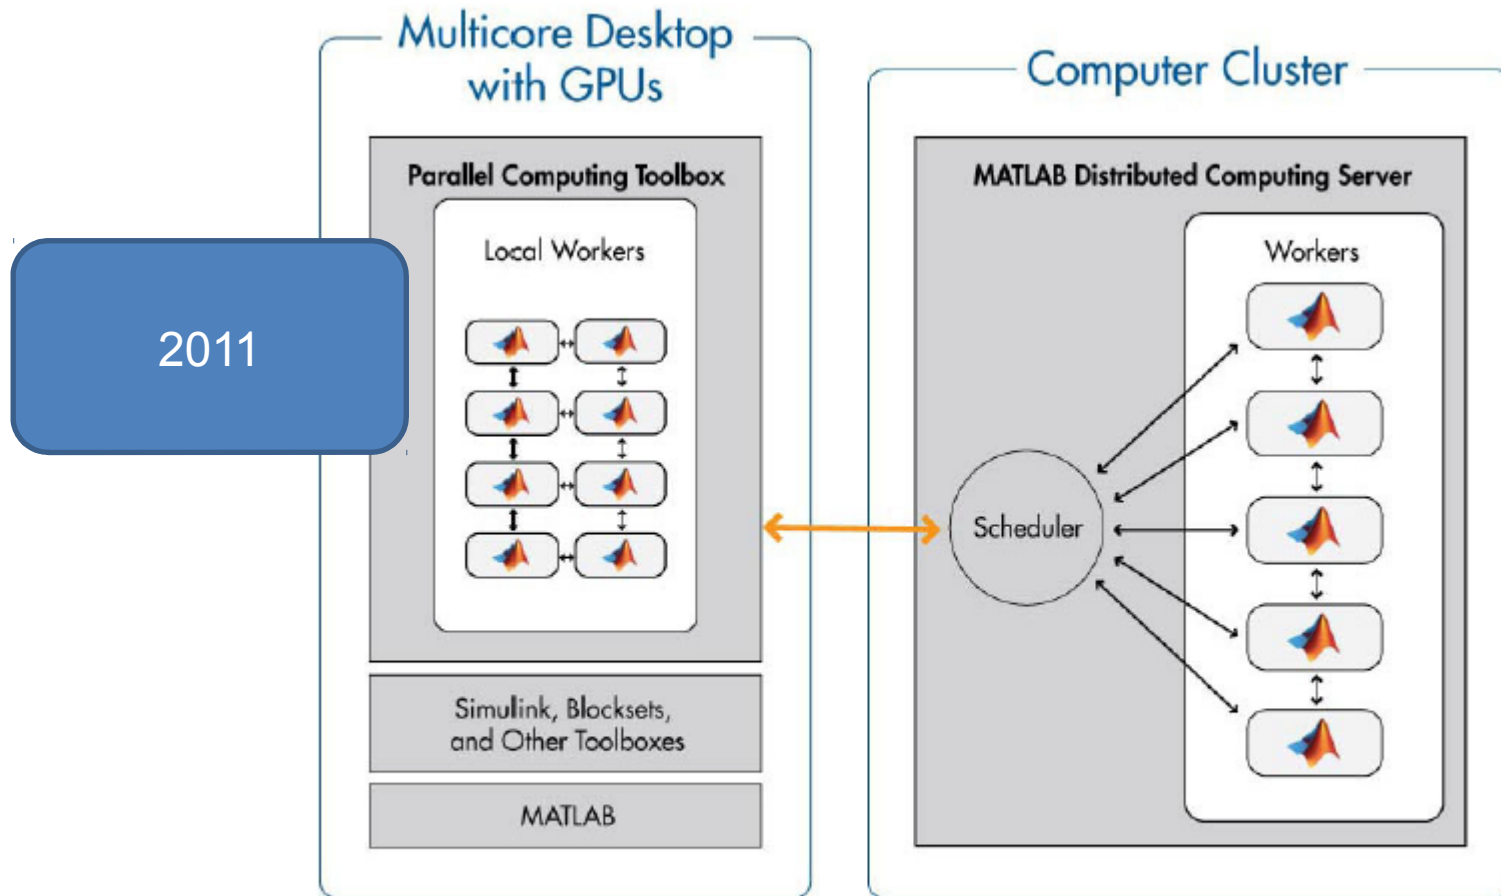 Multicore Desktop
with GPUs
Parallel Computing Toolbox
Local Workers
2011
Simulink, Blocksets,
and Other Toolboxes
MATLAB
Computer Cluster
MATLAB Distributed Computing Server
Workers
Scheduler